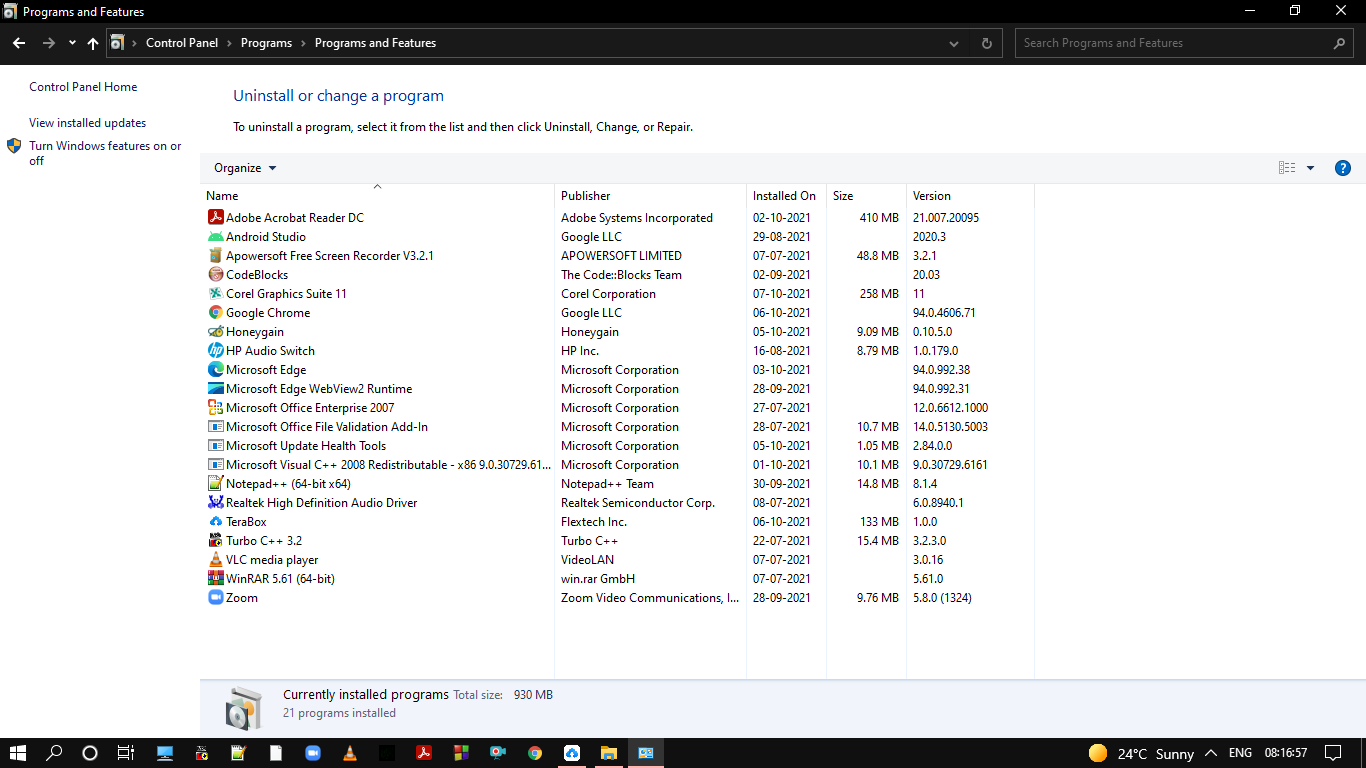 Programs and Features
Control Panel > Programs > Programs and Features
Search Programs and Features
Control Panel Home
View installed updates
Turn Windows features on or
off
Uninstall or change a program
To uninstall a program, select it from the list and then click Uninstall, Change, or Repair.
Organize
Name Publisher Installed On Size Version
Adobe Acrobat Reader DC Adobe Systems Incorporated 02-10-2021 410 MB 21.007.20095
Android Studio Google LLC 29-08-2021 2020.3
Apowersoft Free Screen Recorder V3.2.1 APOWERSOFT LIMITED 07-07-2021 48.8 MB 3.2.1
CodeBlocks The Code::Blocks Team 02-09-2021 20.03
Corel Graphics Suite 11 Corel Corporation 07-10-2021 258 MB 11
Google Chrome Google LLC 06-10-2021 94.0.4606.71
Honeygain Honeygain 05-10-2021 9.09 MB 0.10.5.0
HP Audio Switch HP Inc. 16-08-2021 8.79 MB 1.0.179.0
Microsoft Edge Microsoft Corporation 03-10-2021 94.0.992.38
Microsoft Edge WebView2 Runtime Microsoft Corporation 28-09-2021 94.0.992.31
Microsoft Office Enterprise 2007 Microsoft Corporation 27-07-2021 12.0.6612.1000
Microsoft Office File Validation Add-In Microsoft Corporation 28-07-2021 10.7 MB 14.0.5130.5003
Microsoft Update Health Tools Microsoft Corporation 05-10-2021 1.05 MB 2.84.0.0
Microsoft Visual C++ 2008 Redistributable - x86 9.0.30729.61... Microsoft Corporation 01-10-2021 10.1 MB 9.0.30729.6161
Notepad++ (64-bit x64) Notepad++ Team 30-09-2021 14.8 MB 8.1.4
Realtek High Definition Audio Driver Realtek Semiconductor Corp. 08-07-2021 6.0.8940.1
TeraBox Flextech Inc. 06-10-2021 133 MB 1.0.0
Turbo C++ 3.2 Turbo C++ 22-07-2021 15.4 MB 3.2.3.0
VLC media player VideoLAN 07-07-2021 3.0.16
WinRAR 5.61 (64-bit) win.rar GmbH 07-07-2021 5.61.0
Zoom Zoom Video Communications, I... 28-09-2021 9.76 MB 5.8.0 (1324)
Currently installed programs Total size: 930 MB
21 programs installed
24°C Sunny ENG 08:16:57